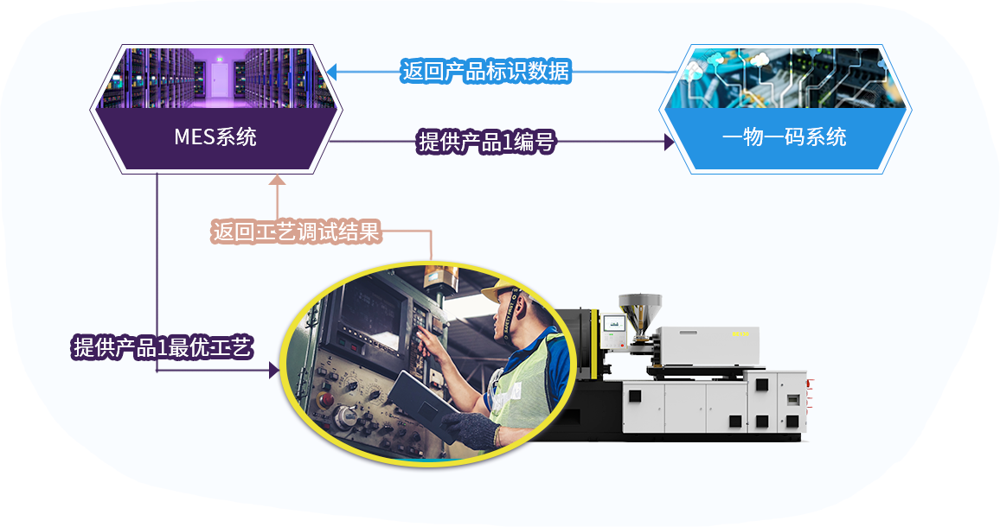 返回产品标识数据
MES系统
一物一码系统
提供产品1编号
返回工艺调试结果
提供产品1最优工艺